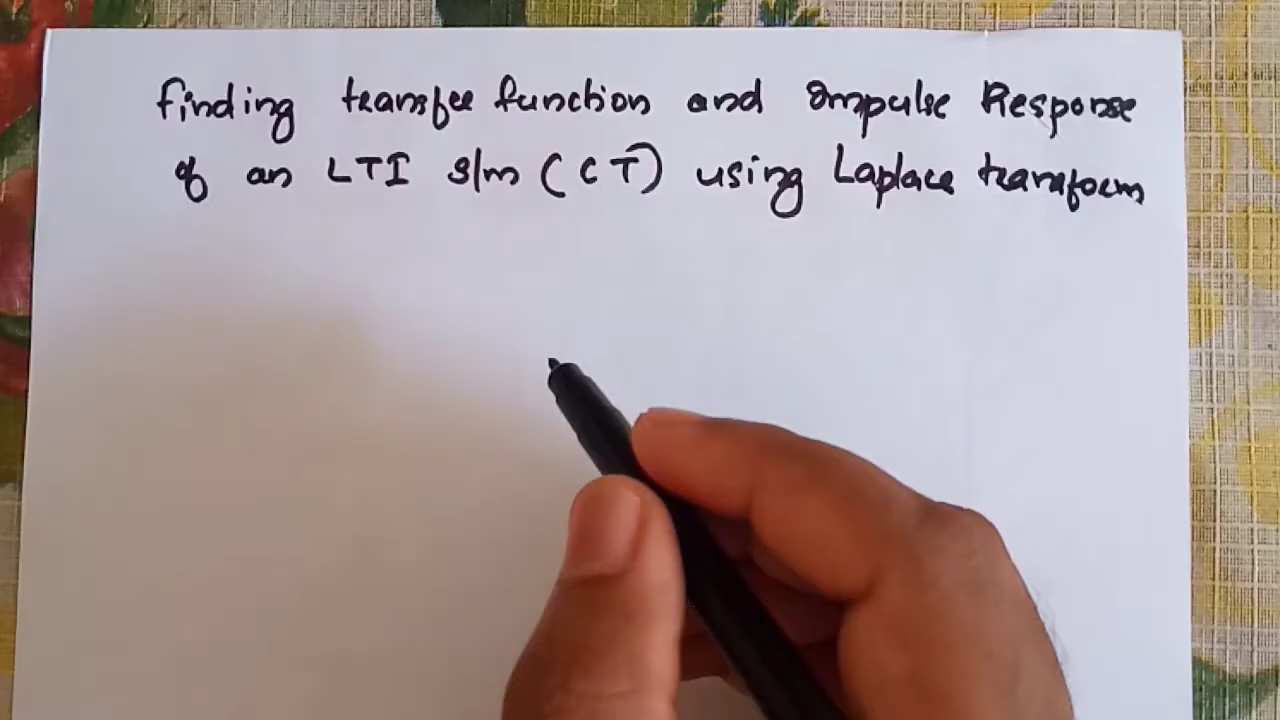 finding transfer function and Impulse Response
of an LTI s/m (CT) using Laplace transform